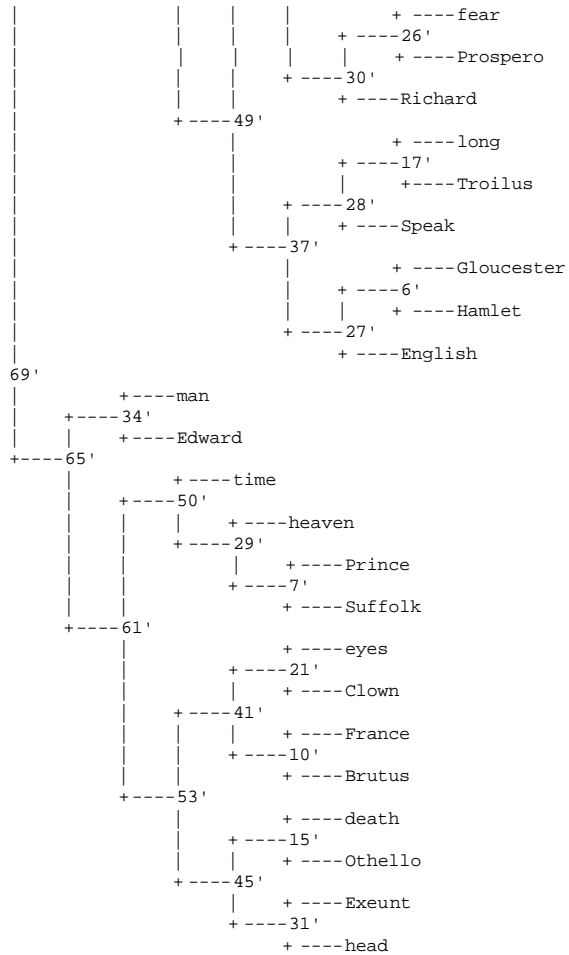 | | | | + ----fear
| | | | + ----26'
| | | | | + ----Prospero
| | | + ----30'
| | | + ----Richard
| + ----49'
| | + ----long
| | + ----17'
| | | +----Troilus
| | + ----28'
| | | + ----Speak
| + ----37'
| | + ----Gloucester
| | + ----6'
| | | + ----Hamlet
| + ----27'
| + ----English
69'
| +----man
| + ----34'
| | +----Edward
+----65'
| + ----time
| + ----50'
| | | + ----heaven
| | + ----29'
| | | + ----Prince
| | + ----7'
| | + ----Suffolk
+ ----61'
| + ----eyes
| + ----21'
| | + ----Clown
| + ----41'
| | | + ----France
| | + ----10'
| | + ----Brutus
+ ----53'
| + ----death
| + ----15'
| | + ----Othello
+ ----45'
| + ----Exeunt
+ ----31'
+ ----head